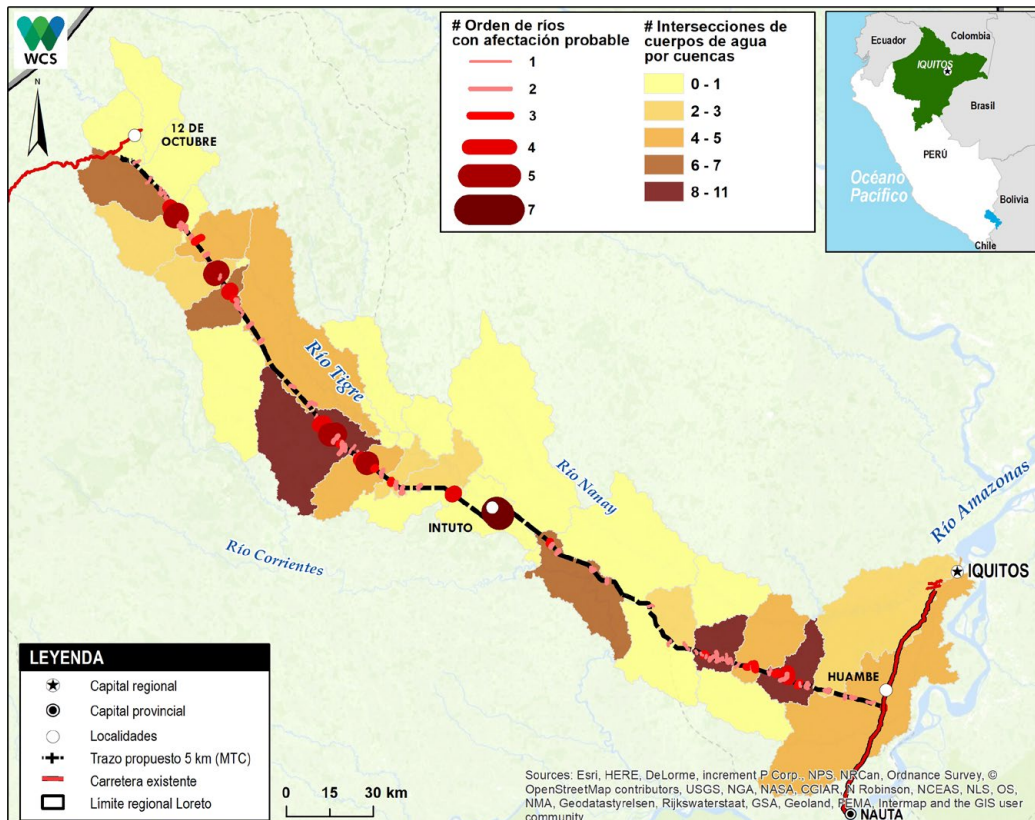 WCS
N
12 DE
OCTUBRE
# Orden de ríos
con afectación probable
1
2
3
4
5
7
# Intersecciones de
cuerpos de agua
por cuencas
0 - 1
2 - 3
4 - 5
6 - 7
8 - 11
Ecuador
Colombia
IQUITOS
Brasil
PERÚ
Océano
Pacífico
Bolivia
Chile
Río Tigre
Río Nanay
Río Amazonas
INTUTO
Río Corrientes
IQUITOS
HUAMBE
NAUTA
LEYENDA
Capital regional
Capital provincial
Localidades
Trazo propuesto 5 km (MTC)
Carretera existente
Límite regional Loreto
0 15 30 km
Sources: Esri, HERE, DeLorme, increment P Corp., NPS, NRCan, Ordnance Survey, ©
OpenStreetMap contributors, USGS, NGA, NASA, CGIAR, N Robinson, NCEAS, NLS, OS,
NMA, Geodatastyrelsen, Rijkswaterstaat, GSA, Geoland, FEMA, Intermap and the GIS user
community